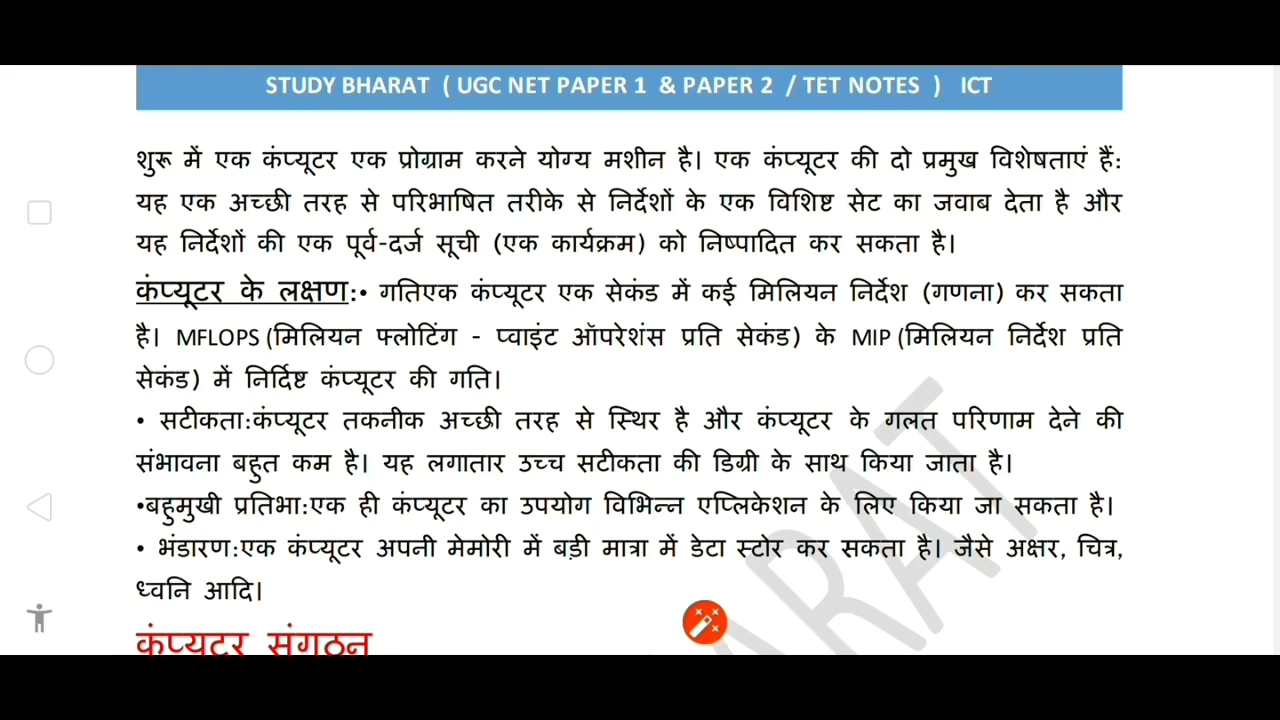 STUDY BHARAT ( UGC NET PAPER 1 & PAPER 2 / TET NOTES ) ICT
शुरू में एक कंप्यूटर एक प्रोग्राम करने योग्य मशीन है। एक कंप्यूटर की दो प्रमुख विशेषताएं हैं:
यह एक अच्छी तरह से परिभाषित तरीके से निर्देशों के एक विशिष्ट सेट का जवाब देता है और
यह निर्देशों की एक पूर्व-दर्ज सूची (एक कार्यक्रम) को निष्पादित कर सकता है।
कंप्यूटर के लक्षण:• गतिएक कंप्यूटर एक सेकंड में कई मिलियन निर्देश (गणना) कर सकता
है। MFLOPS (मिलियन फ्लोटिंग - प्वाइंट ऑपरेशंस प्रति सेकंड) के MIP (मिलियन निर्देश प्रति
सेकंड) में निर्दिष्ट कंप्यूटर की गति।
• सटीकता:कंप्यूटर तकनीक अच्छी तरह से स्थिर है और कंप्यूटर के गलत परिणाम देने की
संभावना बहुत कम है। यह लगातार उच्च सटीकता की डिग्री के साथ किया जाता है।
•बहुमुखी प्रतिभा:एक ही कंप्यूटर का उपयोग विभिन्न एप्लिकेशन के लिए किया जा सकता है।
• भंडारण:एक कंप्यूटर अपनी मेमोरी में बड़ी मात्रा में डेटा स्टोर कर सकता है। जैसे अक्षर, चित्र,
ध्वनि आदि।
कंप्यूटर संगठन